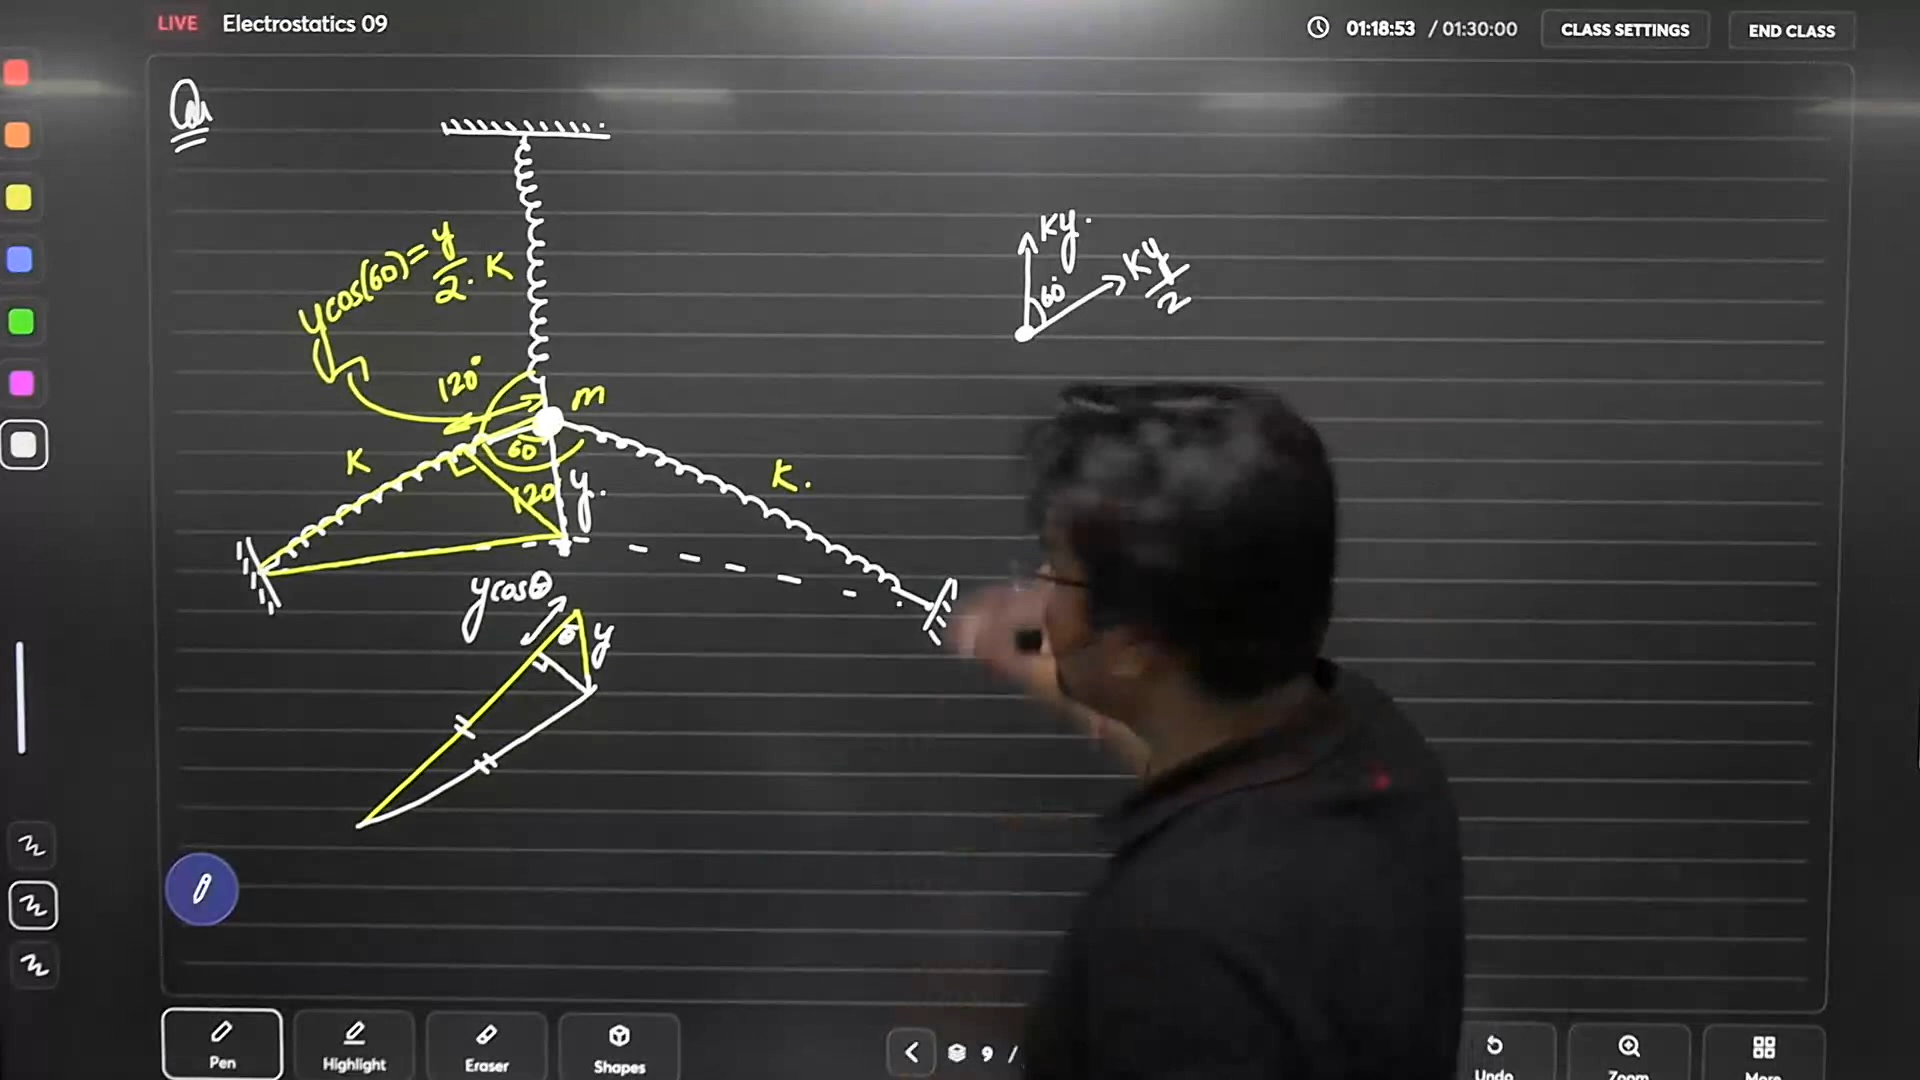 LIVE Electrostatics 09 01:18:53 / 01:30:00 CLASS SETTINGS END CLASS
Qu
ycos(60)=y/2.K
Ky.
60°
Ky/2
120°
m
K
60
120
y.
K.
ycosθ
θ
y
Pen Highlight Eraser Shapes < 9 / Undo Zoom More